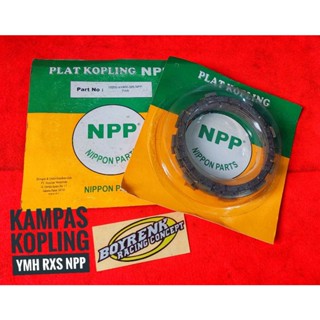 PLAT KOPLING NPP
Part No :
NPP
NIPPON PARTS
NIPPON P
PLAT KOPLING
NPP
NIPPON PARTS
KAMPAS
KOPLING
YMH RXS NPP
BOYRENK
RACING CONCEPT